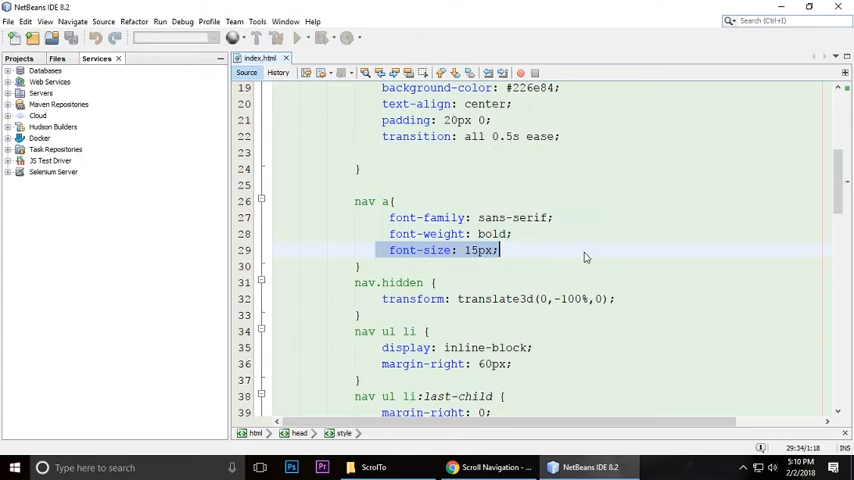 NetBeans IDE 8.2
File Edit View Navigate Source Refactor Run Debug Profile Team Tools Window Help
Search (Ctrl+I)
Projects Files Services
index.html
Source History
Databases
Web Services
Servers
Maven Repositories
Cloud
Hudson Builders
Docker
Task Repositories
JS Test Driver
Selenium Server
19 background-color: #226e84;
20 text-align: center;
21 padding: 20px 0;
22 transition: all 0.5s ease;
23
24 }
25
26 nav a{
27 font-family: sans-serif;
28 font-weight: bold;
29 font-size: 15px;
30 }
31 nav.hidden {
32 transform: translate3d(0,-100%,0);
33 }
34 nav ul li {
35 display: inline-block;
36 margin-right: 60px;
37 }
38 nav ul li:last-child {
39 margin-right: 0;
html head style
29:34/1:18 INS
Type here to search
Ps
Pr
ScrolTo
Scroll Navigation - ...
NetBeans IDE 8.2
5:10 PM
2/2/2018